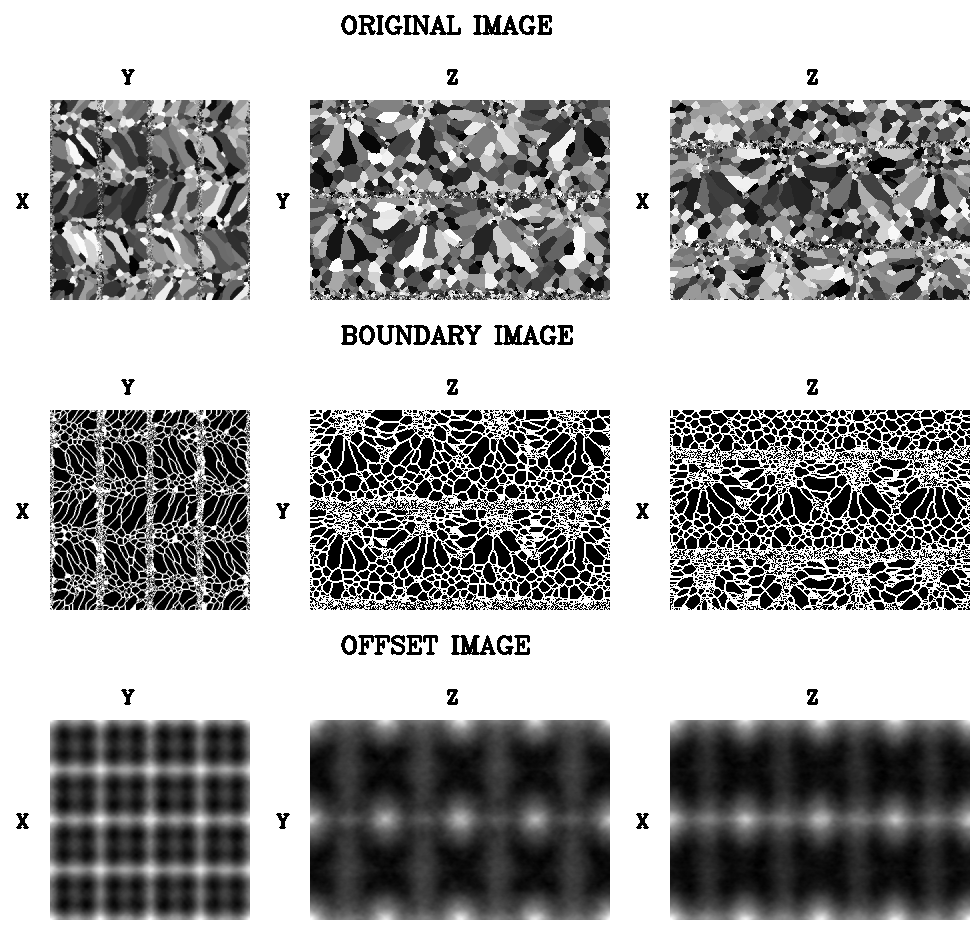 ORIGINAL IMAGE
Y Z Z
X Y X
BOUNDARY IMAGE
Y Z Z
X Y X
OFFSET IMAGE
Y Z Z
X Y X